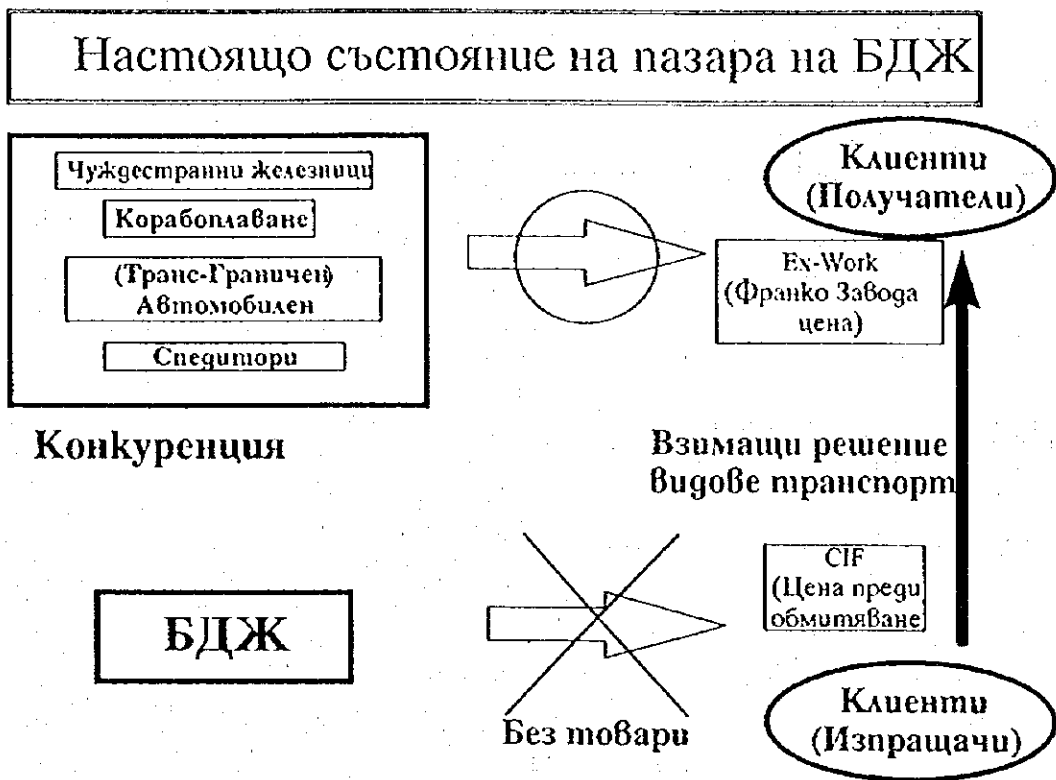 Настоящо състояние на пазара на БДЖ
Чуждестранни железници
Корабоплаване
(Транс-Граничен)
Автомобилен
Спедитори
Конкуренция
Клиенти
(Получатели)
Ex-Work
(Франко Завода
цена)
Взимащи решение
видове транспорт
БДЖ
Без товари
CIF
(Цена преди
обмитяване
Клиенти
(Изпращачи)